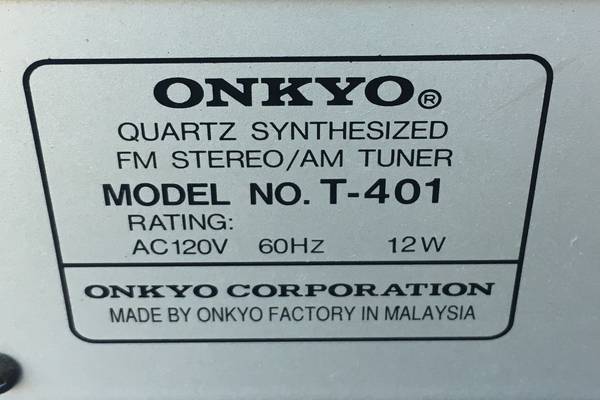 ONKYO®
QUARTZ SYNTHESIZED
FM STEREO/AM TUNER
MODEL NO. T-401
RATING:
AC120V 60Hz 12W
ONKYO CORPORATION
MADE BY ONKYO FACTORY IN MALAYSIA